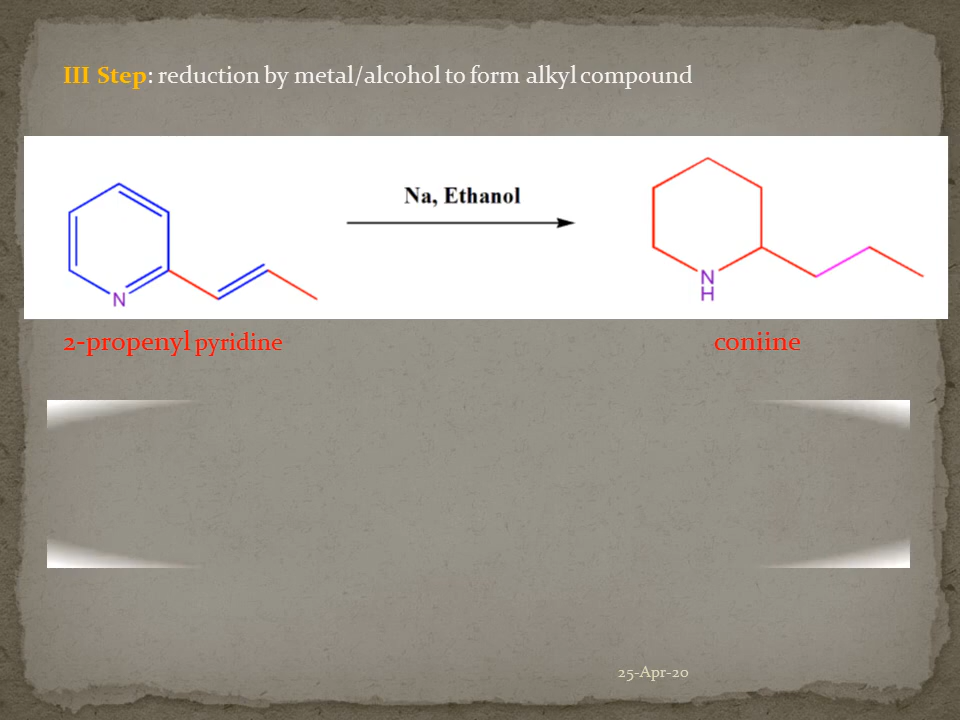 III Step: reduction by metal/alcohol to form alkyl compound
Na, Ethanol
N
N
H
2-propenyl pyridine
coniine
25-Apr-20